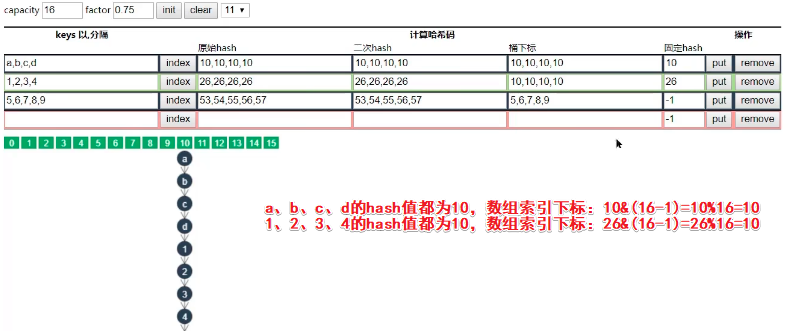 capacity 16 factor 0.75 init clear 11
keys 以,分隔 计算哈希码 操作
原始hash 二次hash 桶下标 固定hash
a,b,c,d index 10,10,10,10 10,10,10,10 10,10,10,10 10 put remove
1,2,3,4 index 26,26,26,26 26,26,26,26 10,10,10,10 26 put remove
5,6,7,8,9 index 53,54,55,56,57 53,54,55,56,57 5,6,7,8,9 -1 put remove
index -1 put remove
0 1 2 3 4 5 6 7 8 9 10 11 12 13 14 15
a
b
c
a、b、c、d的hash值都为10，数组索引下标：10&(16-1)=10%16=10
d
1、2、3、4的hash值都为10，数组索引下标：26&(16-1)=26%16=10
1
2
3
4